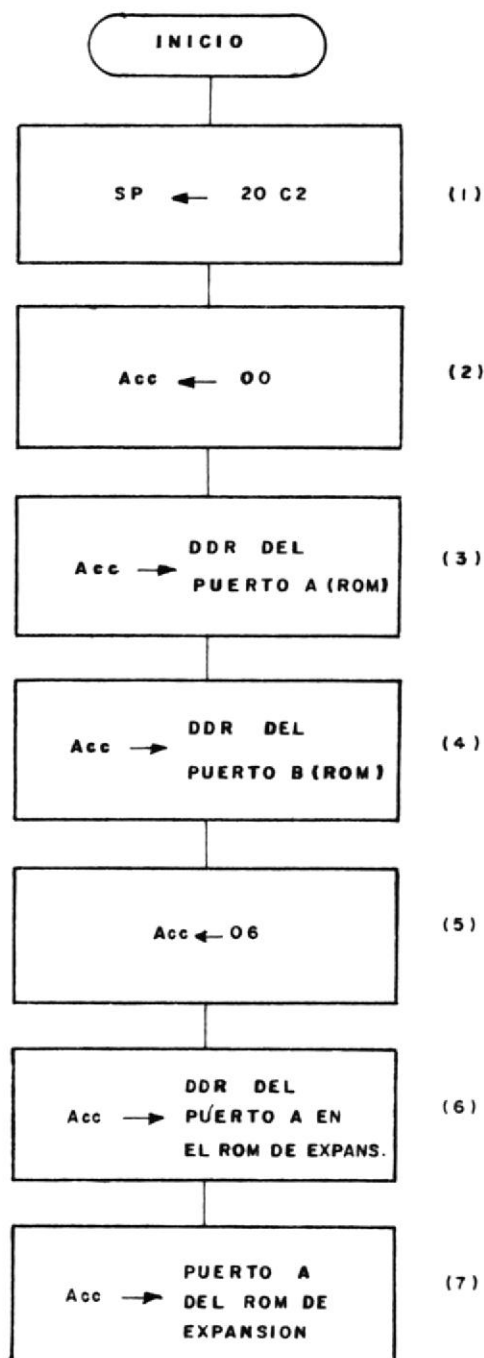 INICIO
SP ← 20 C2
(1)
Acc ← 00
(2)
Acc → DDR DEL
PUERTO A (ROM)
(3)
Acc → DDR DEL
PUERTO B (ROM)
(4)
Acc ← 06
(5)
DDR DEL
Acc → PUERTO A EN
EL ROM DE EXPANS.
(6)
PUERTO A
Acc → DEL ROM DE
EXPANSION
(7)